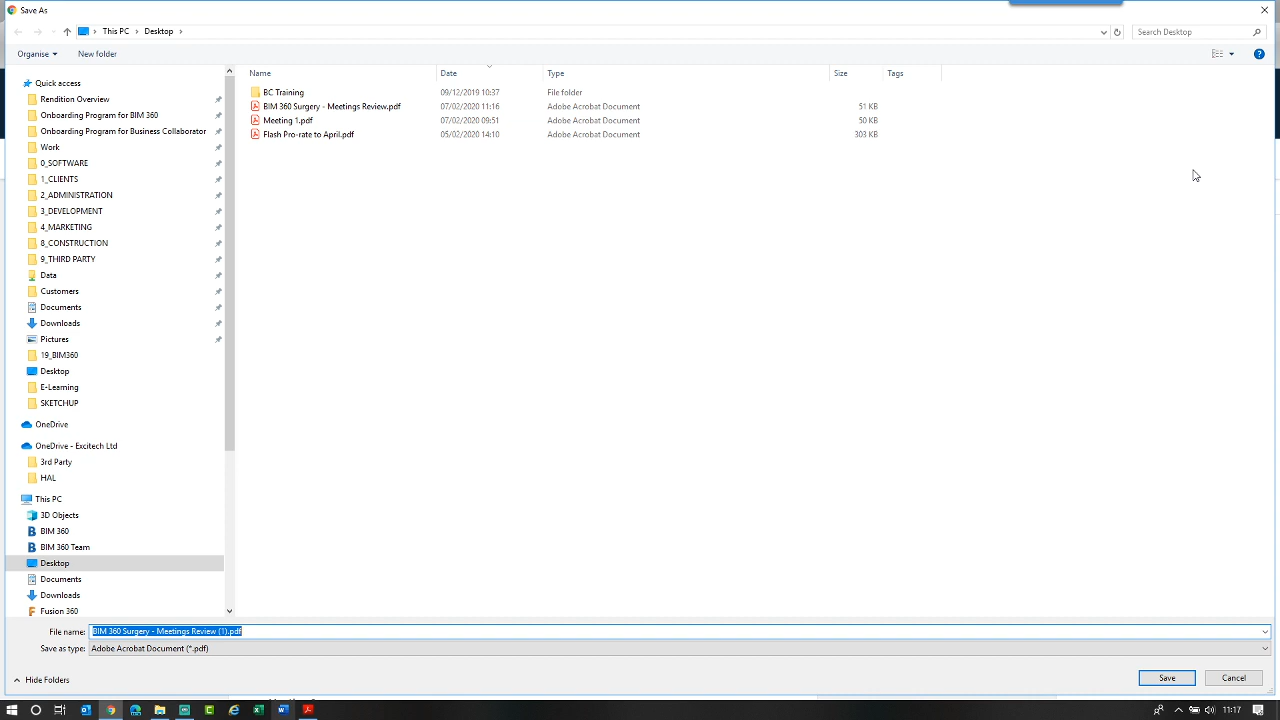 Save As
This PC
Desktop
Search Desktop
Organise
New folder
Name
Date
Type
Size
Tags
BC Training
09/12/2019 10:37
File folder
BIM 360 Surgery - Meetings Review.pdf
07/02/2020 11:16
Adobe Acrobat Document
51 KB
Meeting 1.pdf
07/02/2020 09:51
Adobe Acrobat Document
50 KB
Flash Pro-rate to April.pdf
05/02/2020 14:10
Adobe Acrobat Document
303 KB
Quick access
Rendition Overview
Onboarding Program for BIM 360
Onboarding Program for Business Collaborator
Work
0_SOFTWARE
1_CLIENTS
2_ADMINISTRATION
3_DEVELOPMENT
4_MARKETING
8_CONSTRUCTION
9_THIRD PARTY
Data
Customers
Documents
Downloads
Pictures
19_BIM360
Desktop
E-Learning
SKETCHUP
OneDrive
OneDrive - Excitech Ltd
3rd Party
HAL
This PC
3D Objects
BIM 360
BIM 360 Team
Desktop
Documents
Downloads
Fusion 360
File name:
BIM 360 Surgery - Meetings Review (1).pdf
Save as type:
Adobe Acrobat Document (*.pdf)
Hide Folders
Save
Cancel
11:17